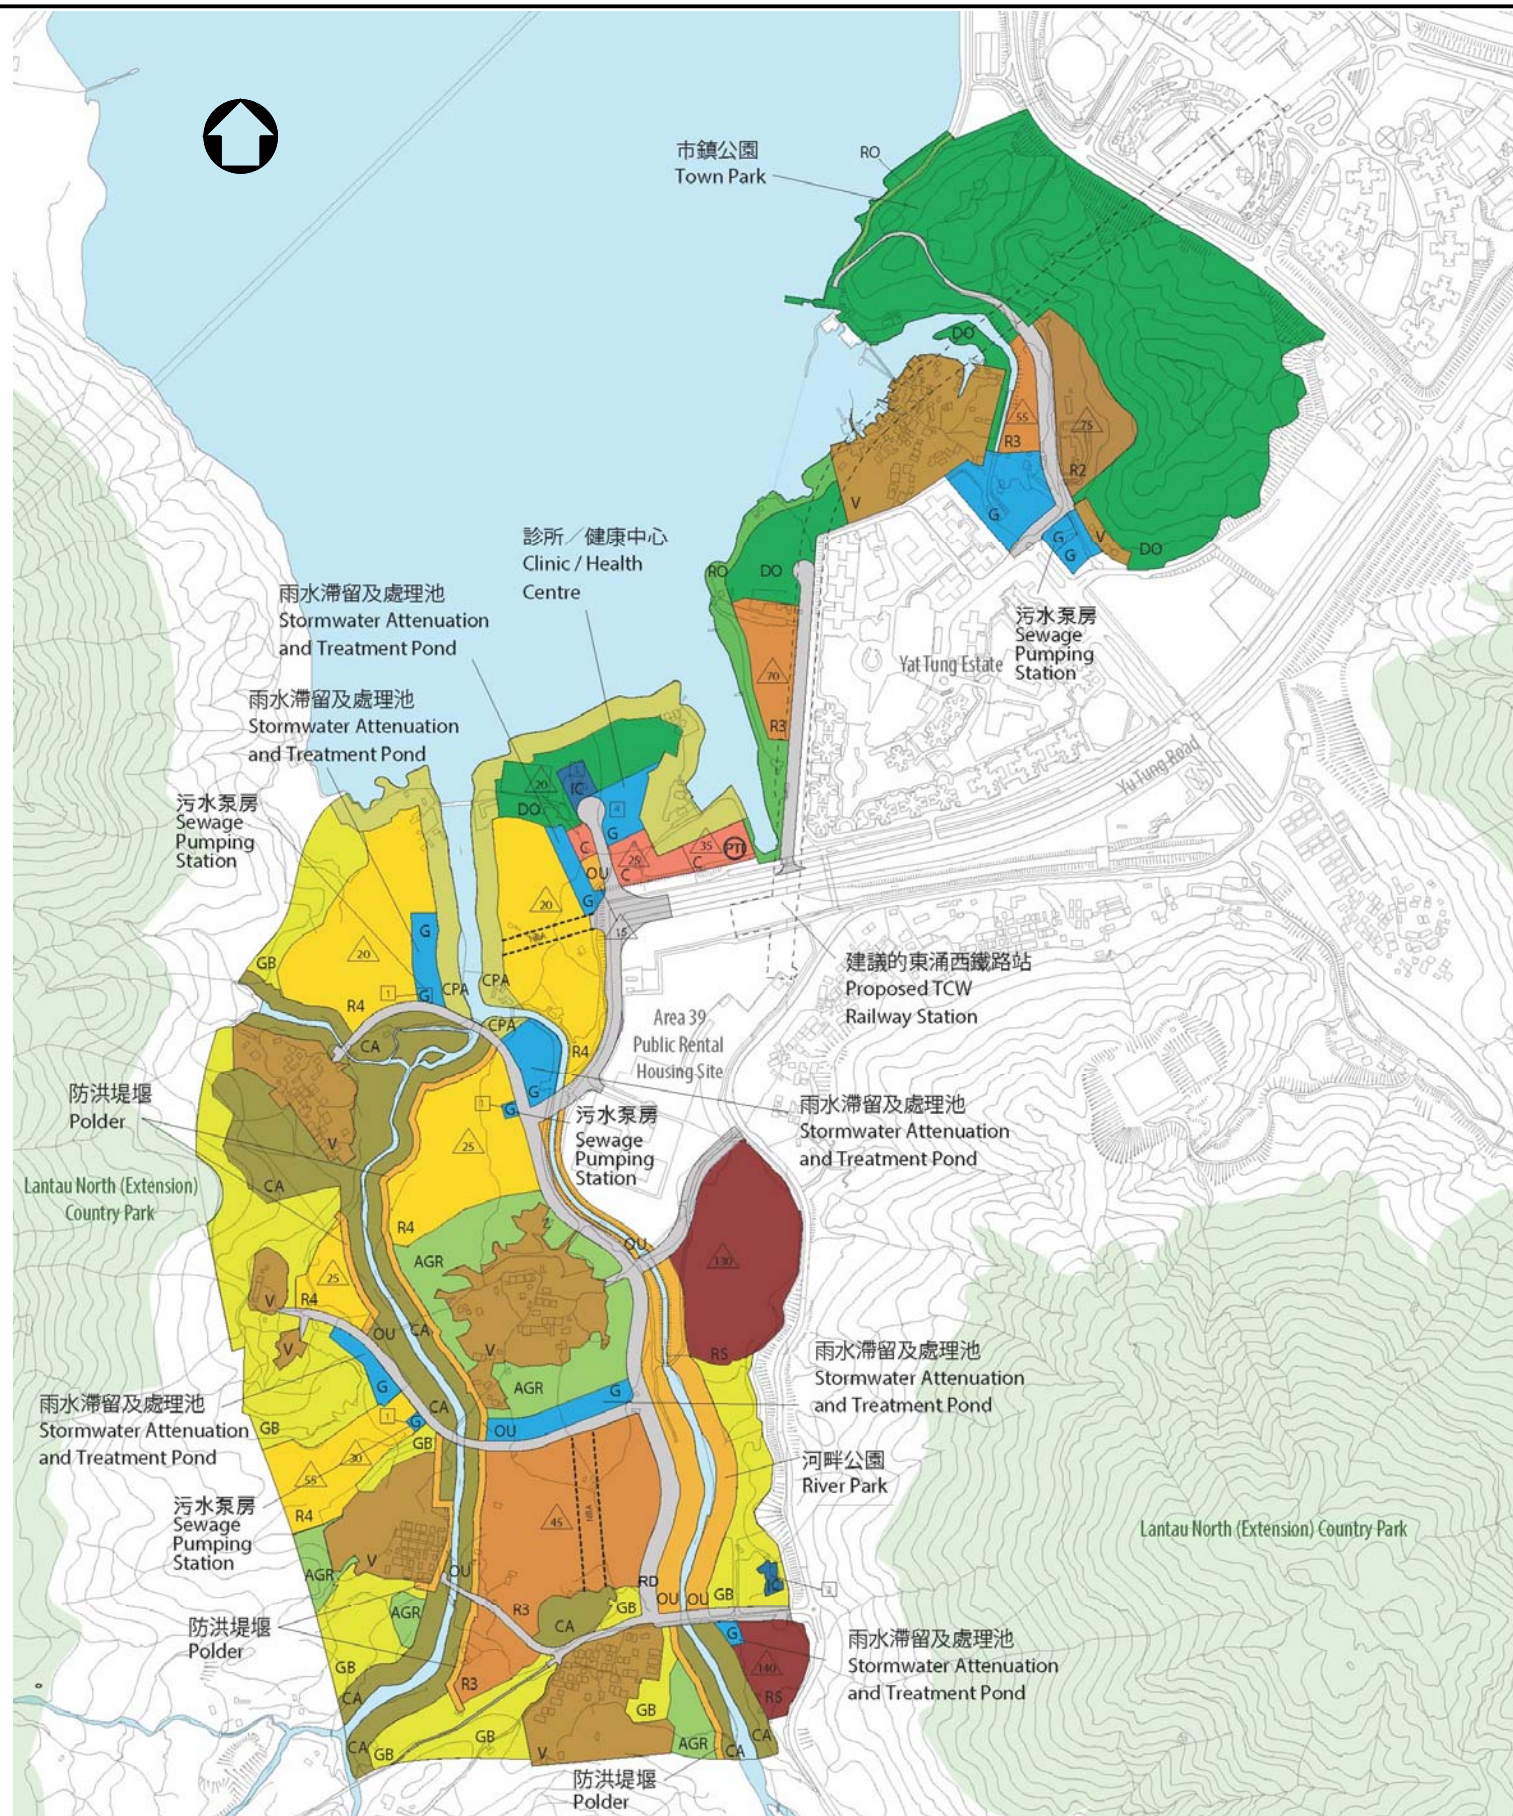 市鎮公園
Town Park
RO
DO
55
R3
75
R2
V
G
G
G
V
DO
污水泵房
Sewage
Pumping
Station
診所／健康中心
Clinic / Health
Centre
RO
DO
70
R3
Yat Tung Estate
Yu Tung Road
雨水滯留及處理池
Stormwater Attenuation
and Treatment Pond
雨水滯留及處理池
Stormwater Attenuation
and Treatment Pond
污水泵房
Sewage
Pumping
Station
20
DO
IC
4
G
C
25
C
35
C
PTI
OU
G
20
NBA
15
建議的東涌西鐵路站
Proposed TCW
Railway Station
GB
20
G
G
1
R4
CPA
CPA
CPA
CA
R4
G
G
1
Area 39
Public Rental
Housing Site
污水泵房
Sewage
Pumping
Station
雨水滯留及處理池
Stormwater Attenuation
and Treatment Pond
防洪堤堰
Polder
V
CA
25
R4
Lantau North (Extension)
Country Park
AGR
OU
130
RS
25
R4
V
V
OU
CA
V
AGR
G
OU
G
CA
1
G
GB
GB
雨水滯留及處理池
Stormwater Attenuation
and Treatment Pond
雨水滯留及處理池
Stormwater Attenuation
and Treatment Pond
河畔公園
River Park
30
55
R4
污水泵房
Sewage
Pumping
Station
45
NBA
V
AGR
OU
AGR
R3
CA
RD
GB
OU
OU
GB
IC
Lantau North (Extension) Country Park
防洪堤堰
Polder
GB
CA
R3
G
140
RS
雨水滯留及處理池
Stormwater Attenuation
and Treatment Pond
GB
GB
CA
GB
V
AGR
CA
CA
防洪堤堰
Polder